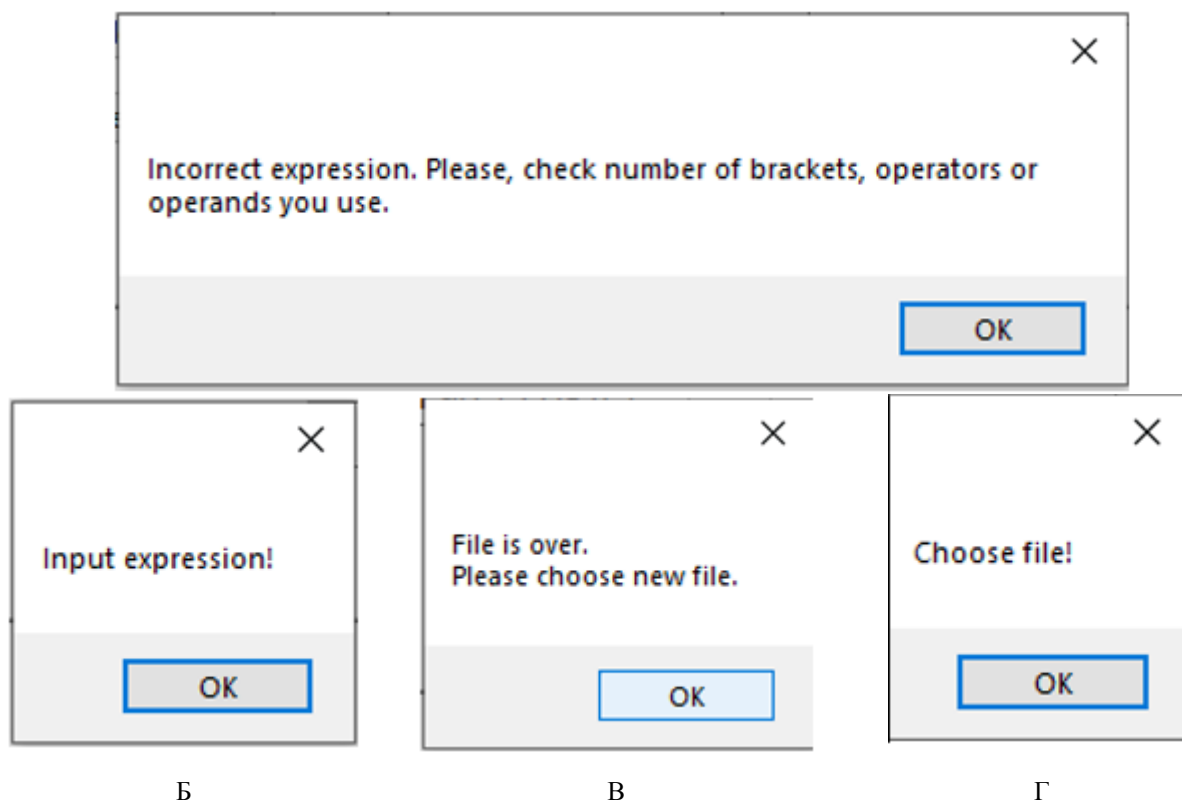 Incorrect expression. Please, check number of brackets, operators or
operands you use.
OK
Input expression!
OK
File is over.
Please choose new file.
OK
Choose file!
OK
Б
В
Г